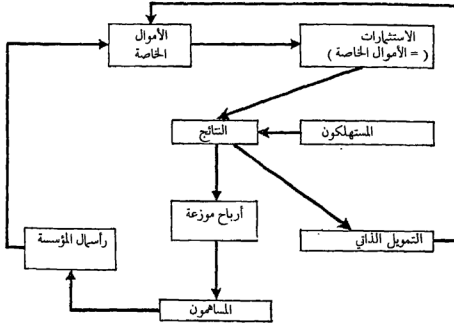 الأموال
الخاصة
الاستثمارات
( = الأموال الخاصة )
النتائج
المستهلكون
أرباح موزعة
رأسمال المؤسسة
التمويل الذاتي
المساهمون